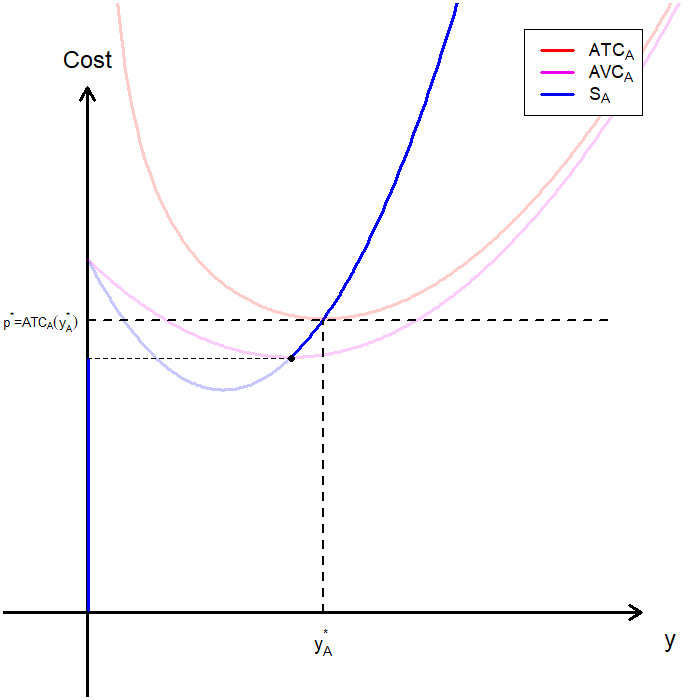 Cost
ATC_A
AVC_A
S_A
p*=ATC_A(y*_A)
y*_A
y